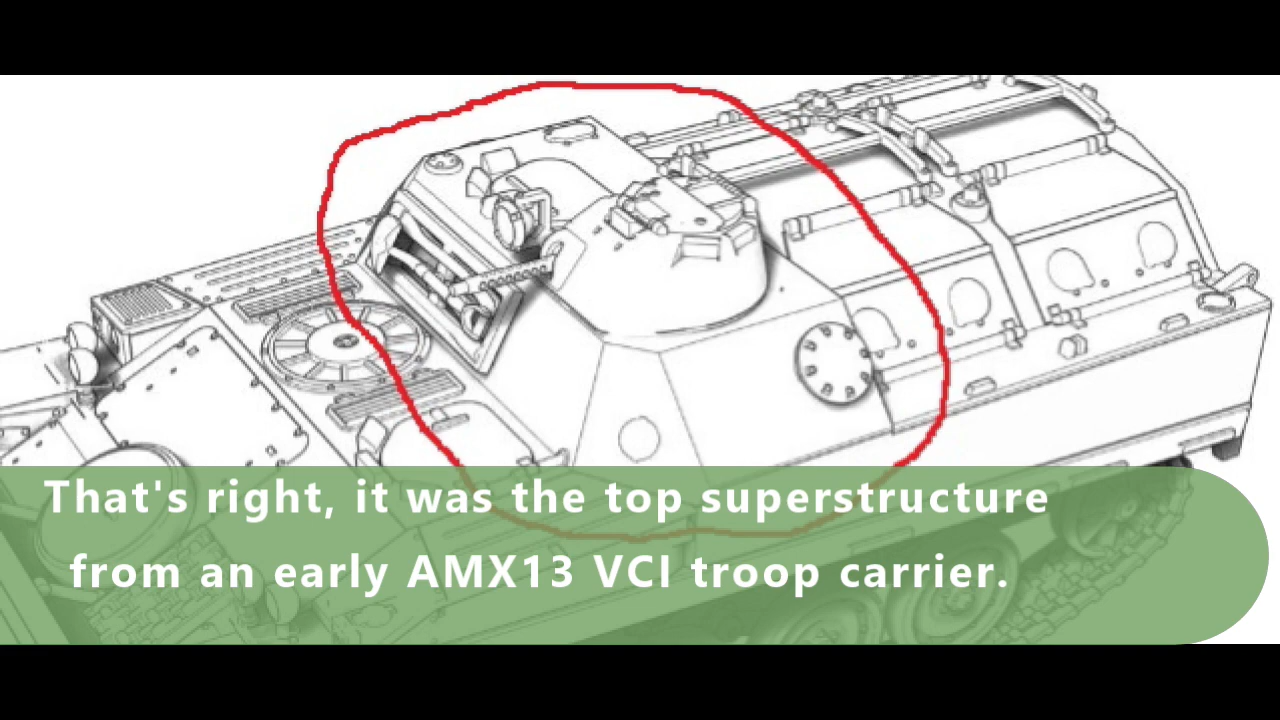 That's right, it was the top superstructure
from an early AMX13 VCI troop carrier.